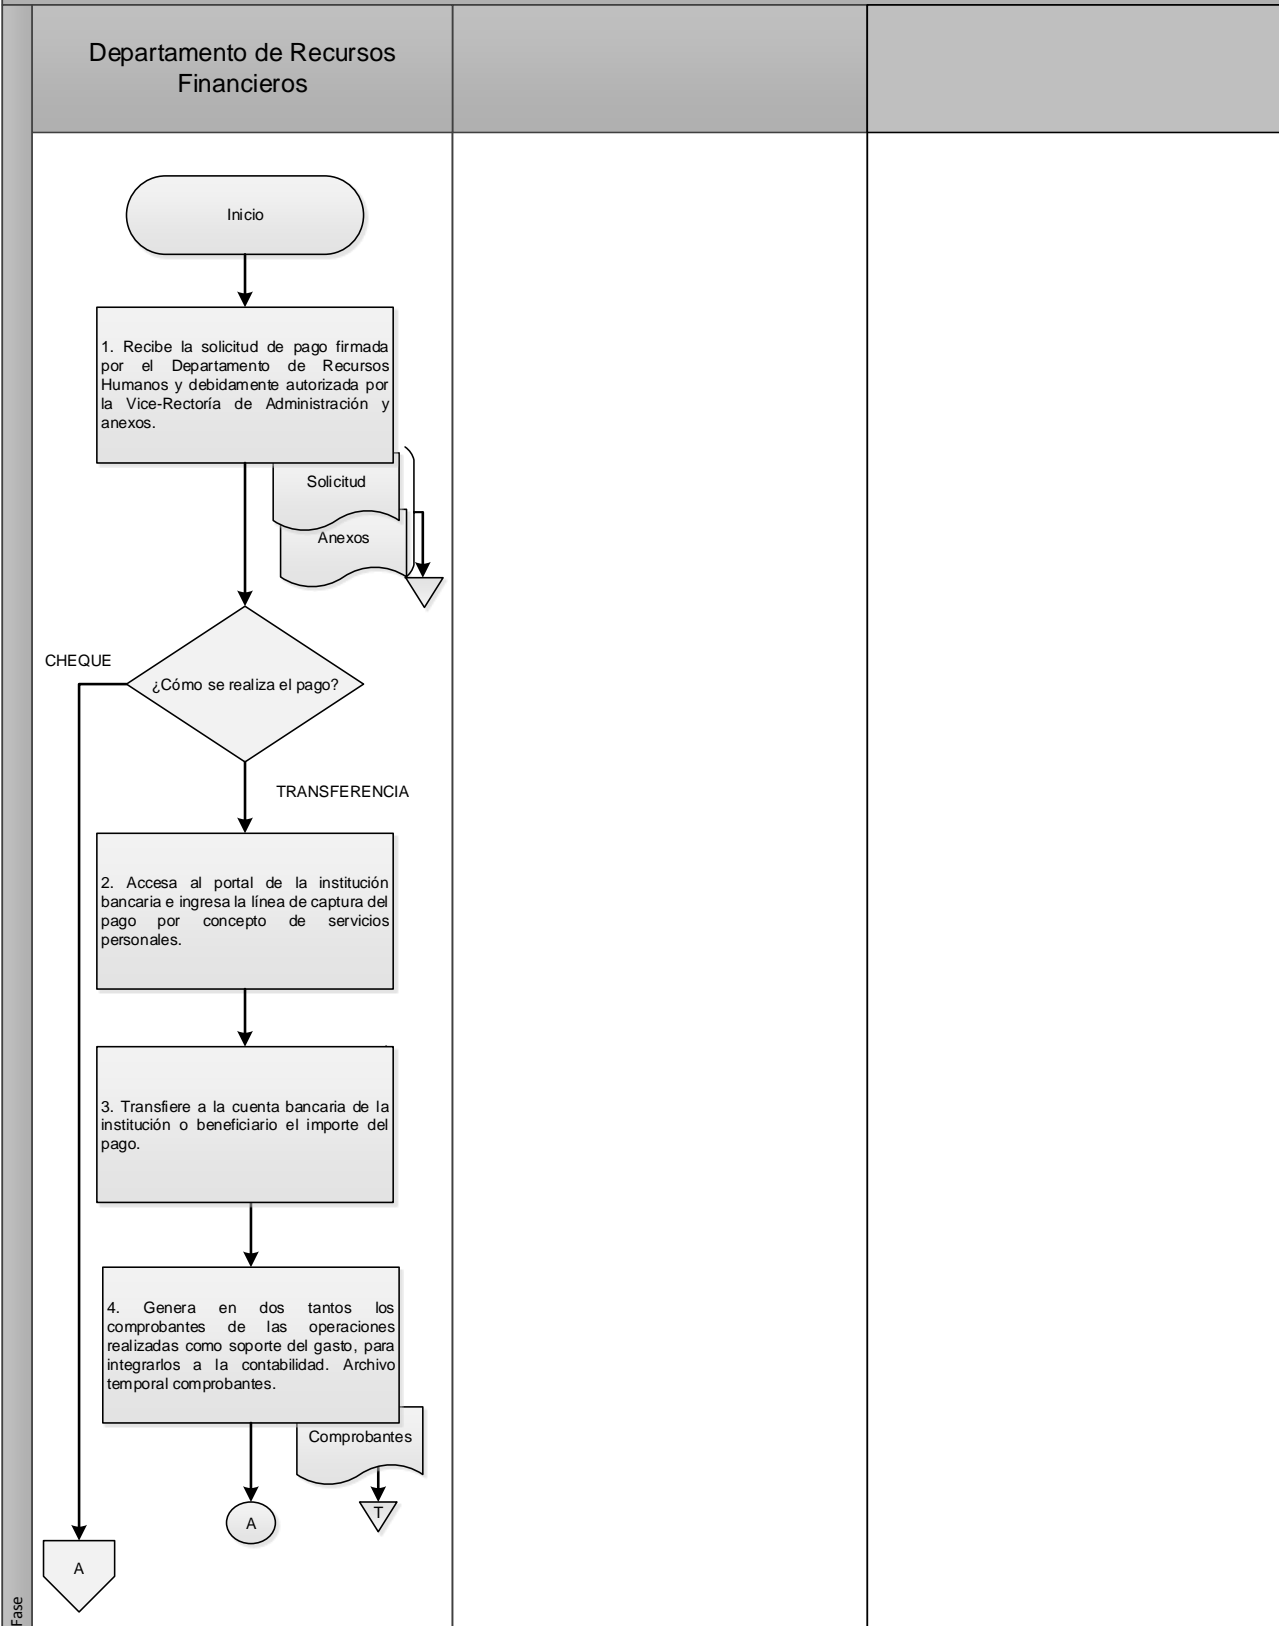 Departamento de Recursos
Financieros
Inicio
1. Recibe la solicitud de pago firmada
por el Departamento de Recursos
Humanos y debidamente autorizada por
la Vice-Rectoría de Administración y
anexos.
Solicitud
Anexos
CHEQUE
¿Cómo se realiza el pago?
TRANSFERENCIA
2. Accesa al portal de la institución
bancaria e ingresa la línea de captura del
pago por concepto de servicios
personales.
3. Transfiere a la cuenta bancaria de la
institución o beneficiario el importe del
pago.
4. Genera en dos tantos los
comprobantes de las operaciones
realizadas como soporte del gasto, para
integrarlos a la contabilidad. Archivo
temporal comprobantes.
Comprobantes
T
A
A
Fase